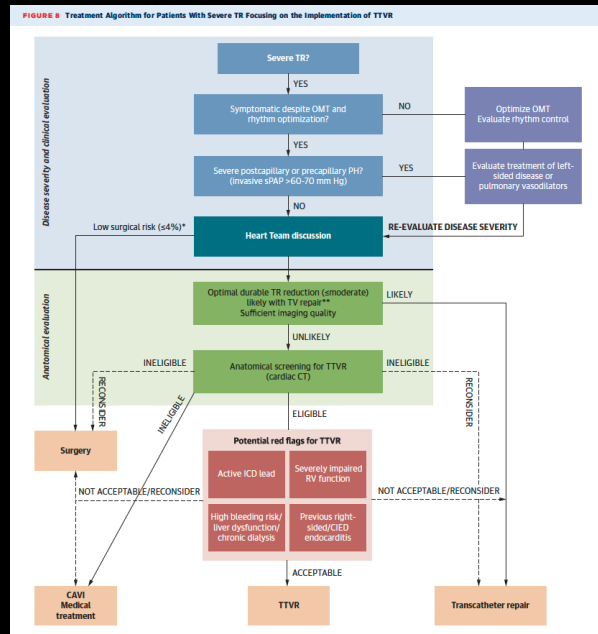 FIGURE 8 Treatment Algorithm for Patients With Severe TR Focusing on the Implementation of TTVR
Disease severity and clinical evaluation
Severe TR?
YES
Symptomatic despite OMT and
rhythm optimization?
NO
Optimize OMT
Evaluate rhythm control
YES
Severe postcapillary or precapillary PH?
(invasive sPAP >60-70 mm Hg)
YES
Evaluate treatment of left-
sided disease or
pulmonary vasodilators
NO
Low surgical risk (≤4%)*
Heart Team discussion
RE-EVALUATE DISEASE SEVERITY
Anatomical evaluation
Optimal durable TR reduction (≤moderate)
likely with TV repair**
Sufficient imaging quality
LIKELY
UNLIKELY
INELIGIBLE
Anatomical screening for TTVR
(cardiac CT)
INELIGIBLE
RECONSIDER
INELIGIBLE
RECONSIDER
ELIGIBLE
Surgery
Potential red flags for TTVR
Active ICD lead
Severely impaired
RV function
NOT ACCEPTABLE/RECONSIDER
NOT ACCEPTABLE/RECONSIDER
High bleeding risk/
liver dysfunction/
chronic dialysis
Previous right-
sided/CIED
endocarditis
ACCEPTABLE
CAVI
Medical
treatment
TTVR
Transcatheter repair